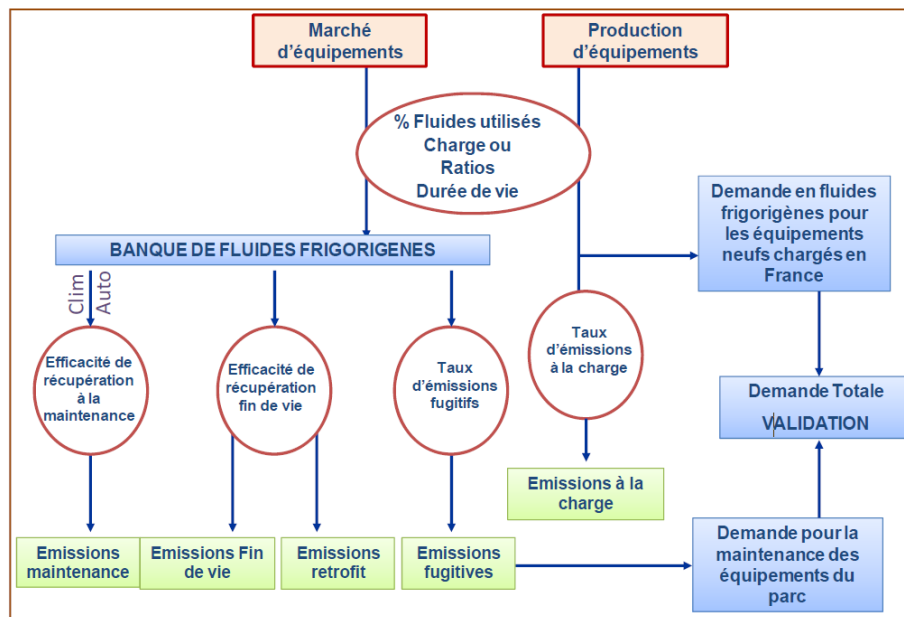 Marché
d'équipements
Production
d'équipements
% Fluides utilisés
Charge ou
Ratios
Durée de vie
Demande en fluides
frigorigènes pour
les équipements
neufs chargés en
France
BANQUE DE FLUIDES FRIGORIGENES
Clim
Auto
Efficacité de
récupération
à la
maintenance
Efficacité de
récupération
fin de vie
Taux
d'émissions
fugitifs
Taux
d'émissions
à la charge
Demande Totale
VALIDATION
Emissions à la
charge
Emissions
maintenance
Emissions Fin
de vie
Emissions
retrofit
Emissions
fugitives
Demande pour la
maintenance des
équipements du
parc